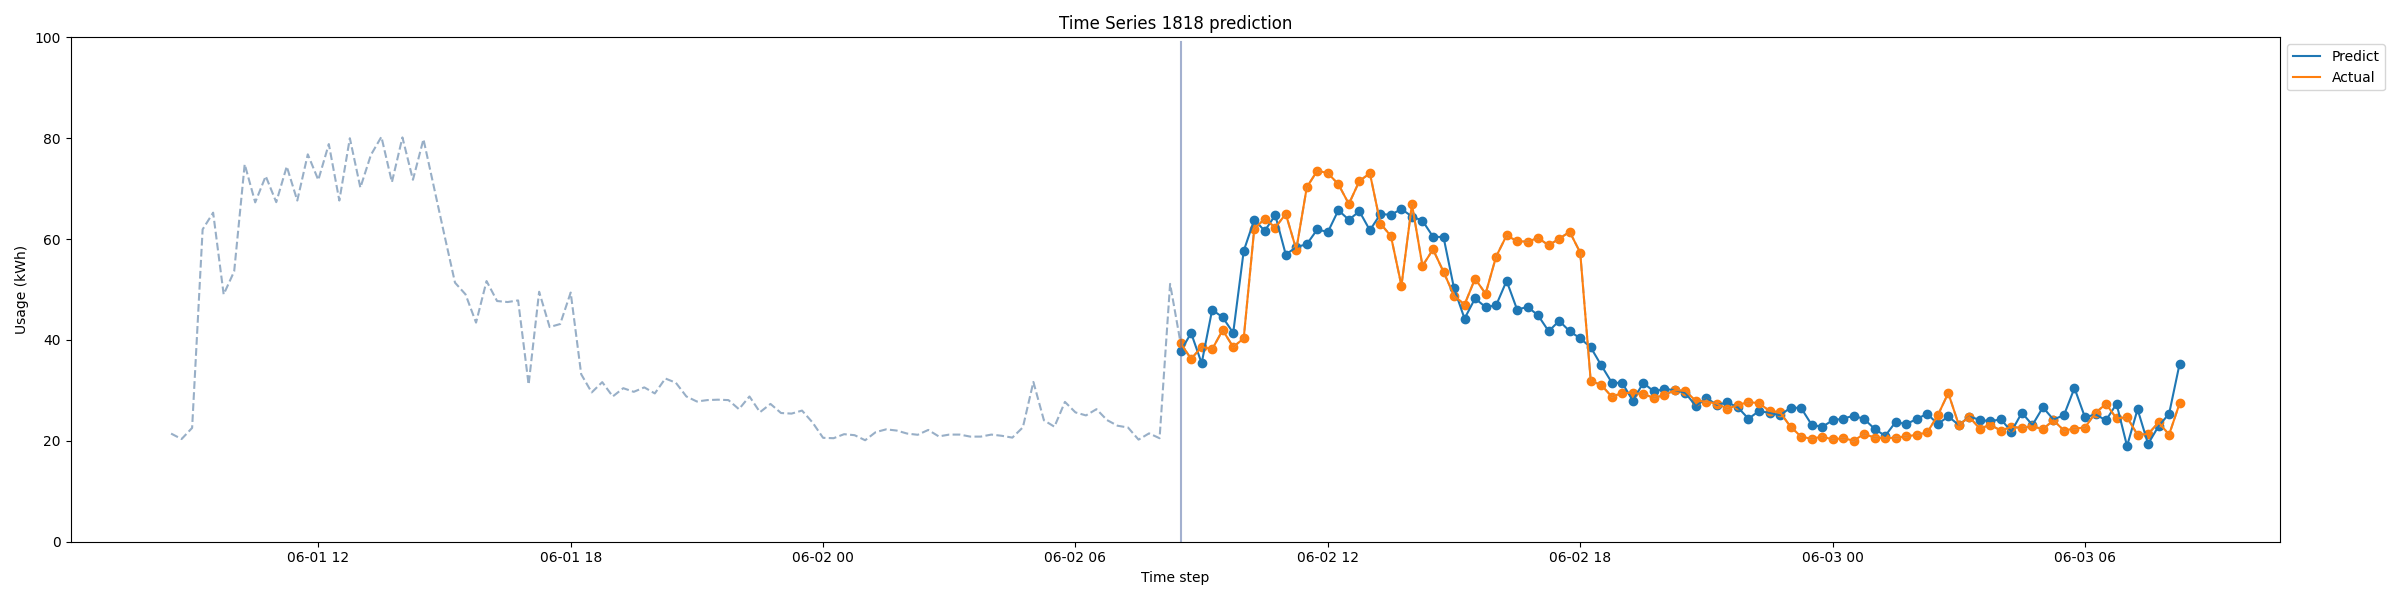 Time Series 1818 prediction
Predict
Actual
Usage (kWh)
100
80
60
40
20
0
06-01 12
06-01 18
06-02 00
06-02 06
06-02 12
06-02 18
06-03 00
06-03 06
Time step